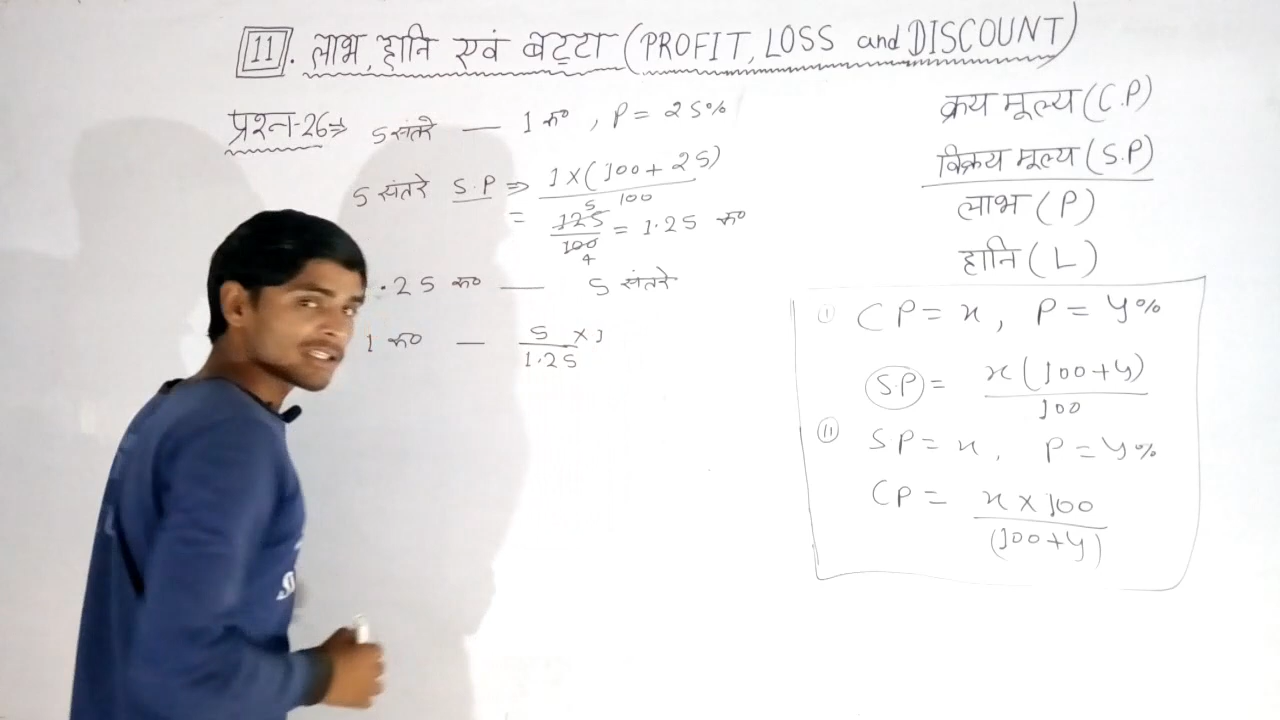 11. लाभ, हानि एवं बट्टा (PROFIT, LOSS and DISCOUNT)
प्रश्न-26⇒ 5 संतरे — 1 रू० , P = 25%
5 संतरे S.P ⇒ 1×(100+25)
100
= 125 5
100 4
= 1.25 रू०
.25 रू० — 5 संतरे
1 रू० — 5 × 1
1.25
क्रय मूल्य (C.P)
विक्रय मूल्य (S.P)
लाभ (P)
हानि (L)
(i) CP = x, P = y%
S.P = x(100+y)
100
(ii) SP = x, P = y%
CP = x × 100
(100+y)